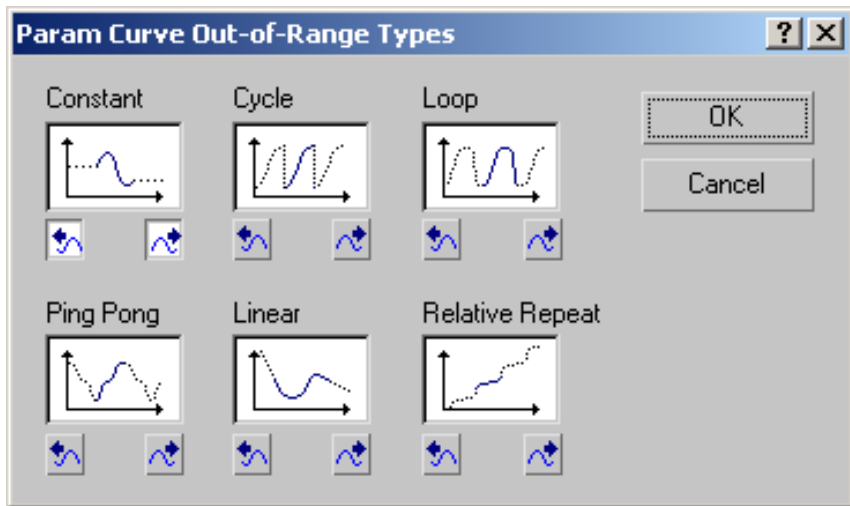 Param Curve Out-of-Range Types
Constant
Cycle
Loop
OK
Cancel
Ping Pong
Linear
Relative Repeat